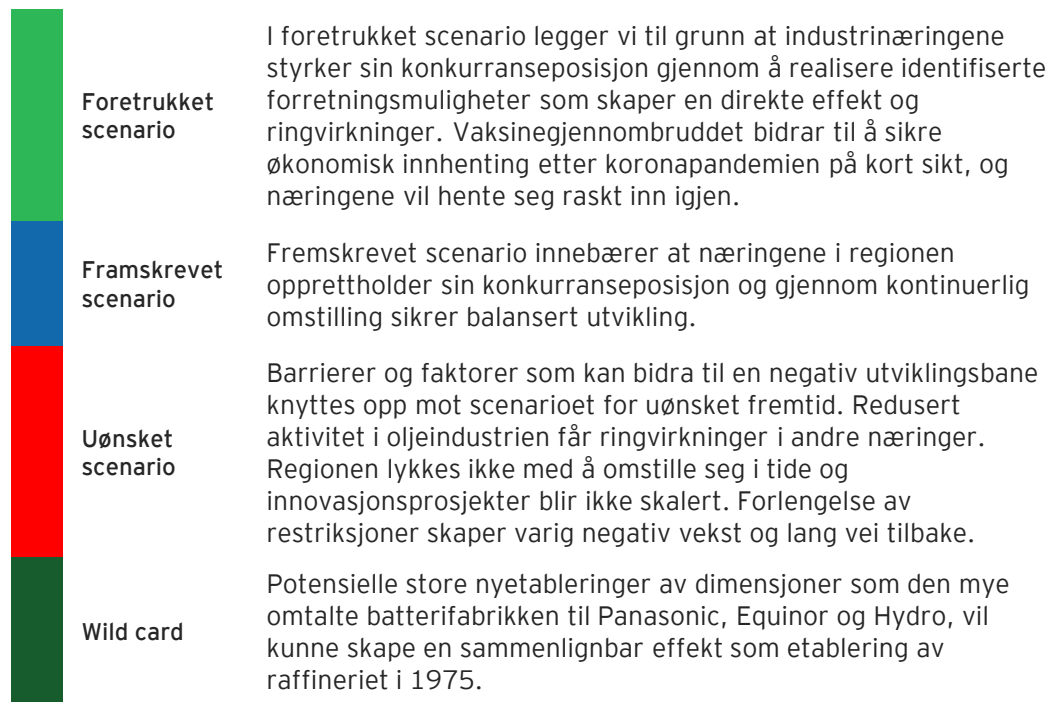 Foretrukket
scenario
I foretrukket scenario legger vi til grunn at industrinæringene
styrker sin konkurranseposisjon gjennom å realisere identifiserte
forretningsmuligheter som skaper en direkte effekt og
ringvirkninger. Vaksinegjennombruddet bidrar til å sikre
økonomisk innhenting etter koronapandemien på kort sikt, og
næringene vil hente seg raskt inn igjen.
Framskrevet
scenario
Fremskrevet scenario innebærer at næringene i regionen
opprettholder sin konkurranseposisjon og gjennom kontinuerlig
omstilling sikrer balansert utvikling.
Uønsket
scenario
Barrierer og faktorer som kan bidra til en negativ utviklingsbane
knyttes opp mot scenarioet for uønsket fremtid. Redusert
aktivitet i oljeindustrien får ringvirkninger i andre næringer.
Regionen lykkes ikke med å omstille seg i tide og
innovasjonsprosjekter blir ikke skalert. Forlengelse av
restriksjoner skaper varig negativ vekst og lang vei tilbake.
Wild card
Potensielle store nyetableringer av dimensjoner som den mye
omtalte batterifabrikken til Panasonic, Equinor og Hydro, vil
kunne skape en sammenlignbar effekt som etablering av
raffineriet i 1975.